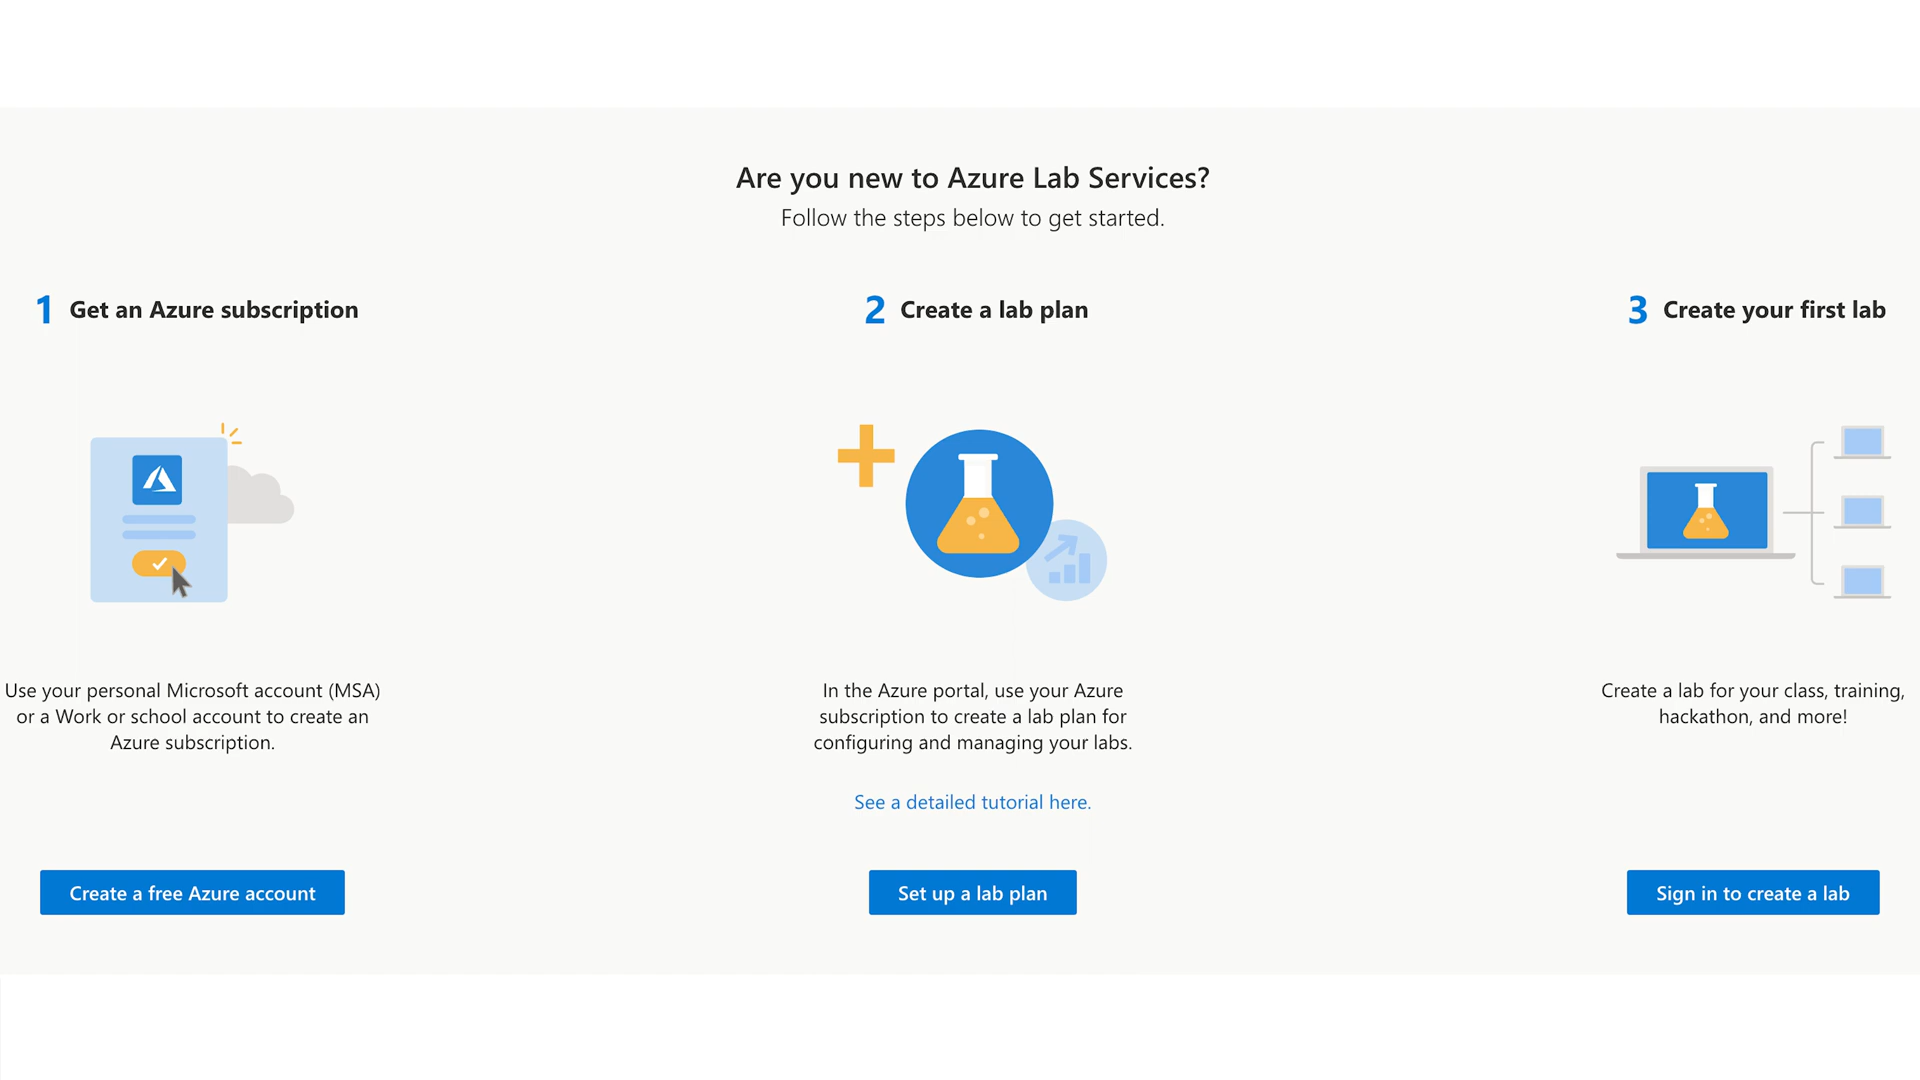 Are you new to Azure Lab Services?
Follow the steps below to get started.
1 Get an Azure subscription
Use your personal Microsoft account (MSA)
or a Work or school account to create an
Azure subscription.
Create a free Azure account
2 Create a lab plan
In the Azure portal, use your Azure
subscription to create a lab plan for
configuring and managing your labs.
See a detailed tutorial here.
Set up a lab plan
3 Create your first lab
Create a lab for your class, training,
hackathon, and more!
Sign in to create a lab